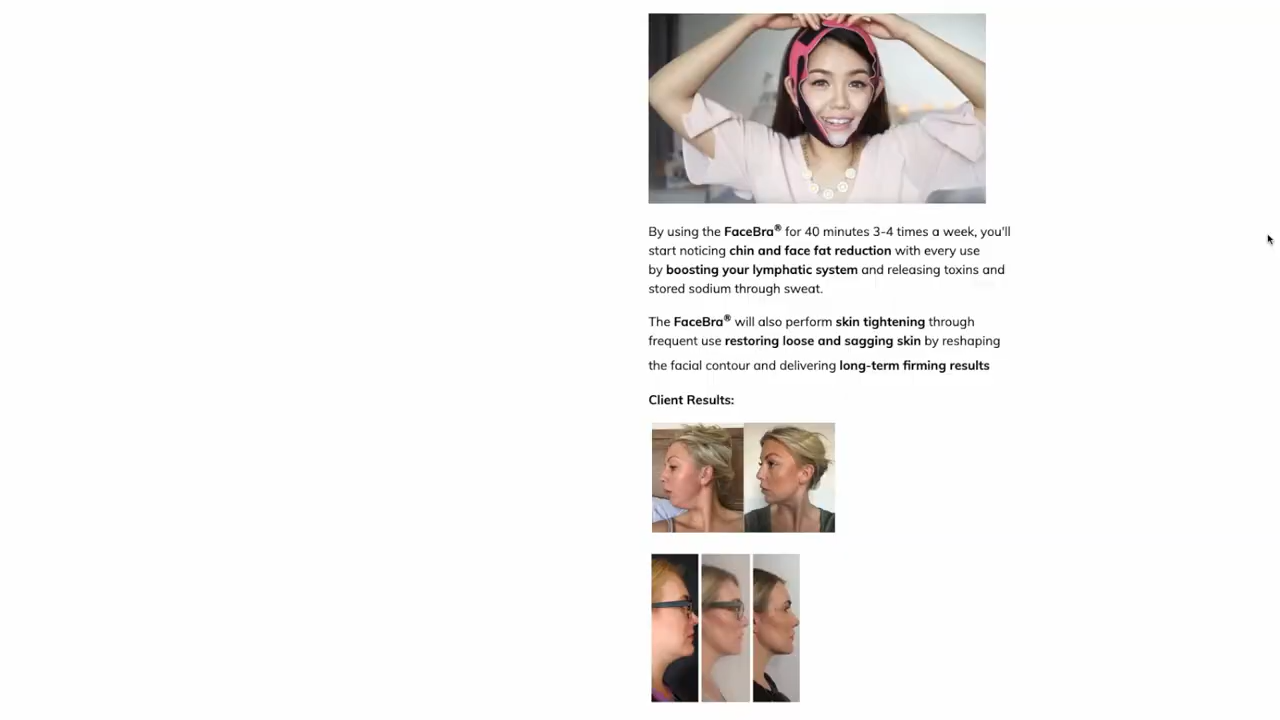 By using the FaceBra® for 40 minutes 3-4 times a week, you'll
start noticing chin and face fat reduction with every use
by boosting your lymphatic system and releasing toxins and
stored sodium through sweat.
The FaceBra® will also perform skin tightening through
frequent use restoring loose and sagging skin by reshaping
the facial contour and delivering long-term firming results
Client Results: